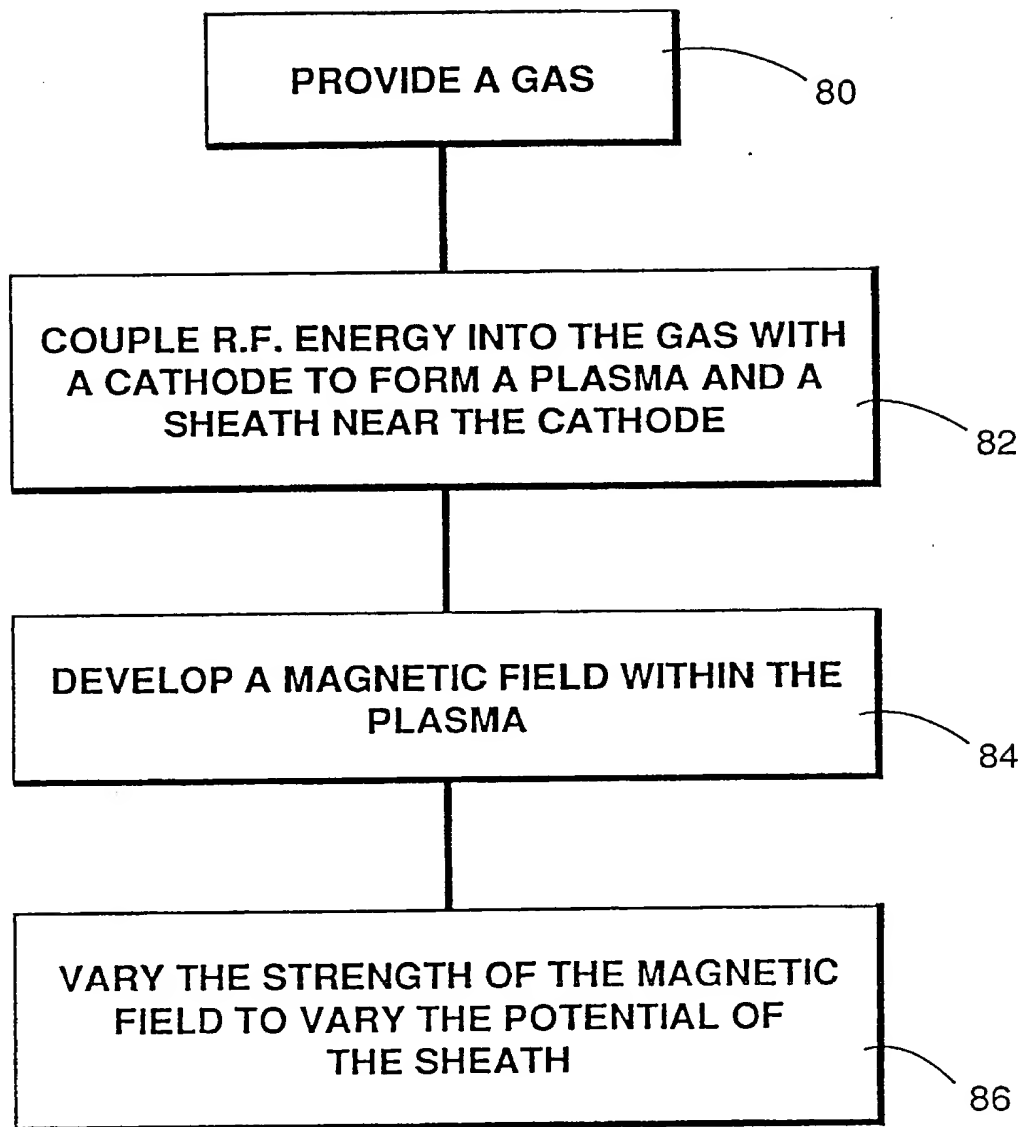 PROVIDE A GAS
80
COUPLE R.F. ENERGY INTO THE GAS WITH
A CATHODE TO FORM A PLASMA AND A
SHEATH NEAR THE CATHODE
82
DEVELOP A MAGNETIC FIELD WITHIN THE
PLASMA
84
VARY THE STRENGTH OF THE MAGNETIC
FIELD TO VARY THE POTENTIAL OF
THE SHEATH
86